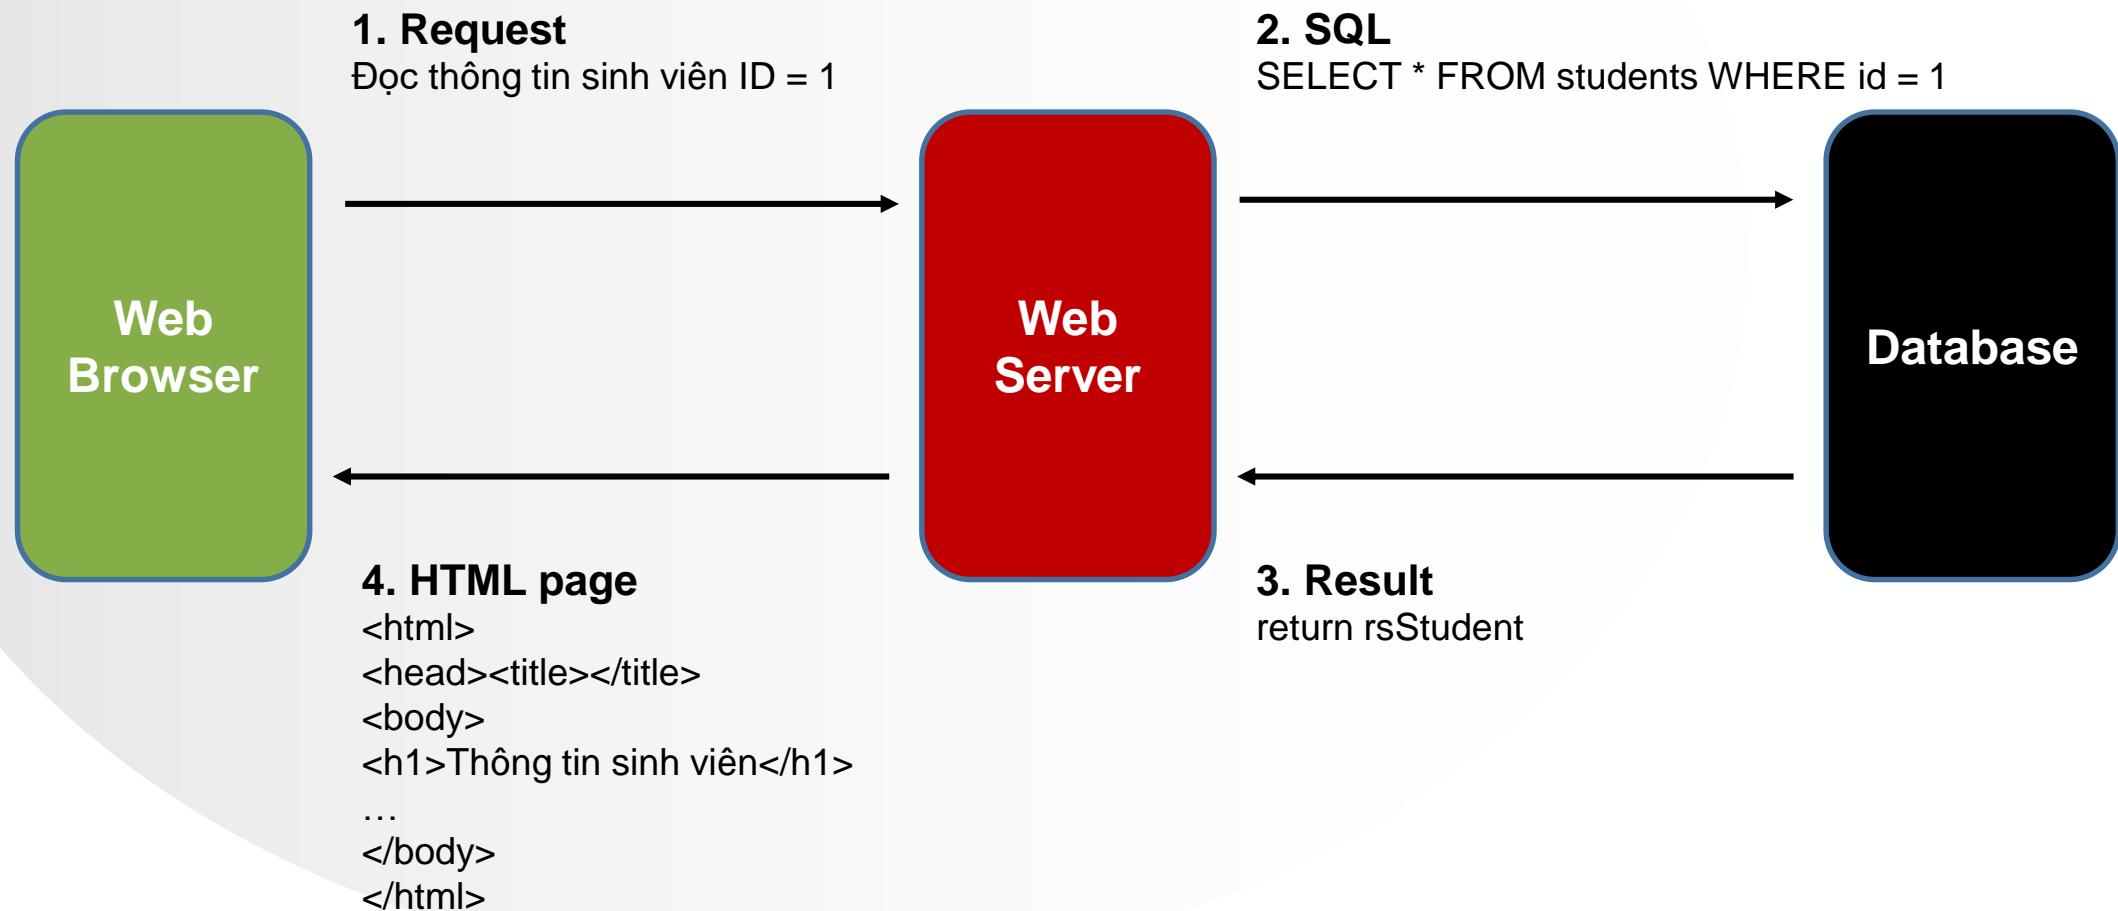 1. Request
Đọc thông tin sinh viên ID = 1
2. SQL
SELECT * FROM students WHERE id = 1
Web
Browser
Web
Server
Database
4. HTML page
<html>
<head><title></title>
<body>
<h1>Thông tin sinh viên</h1>
…
</body>
</html>
3. Result
return rsStudent